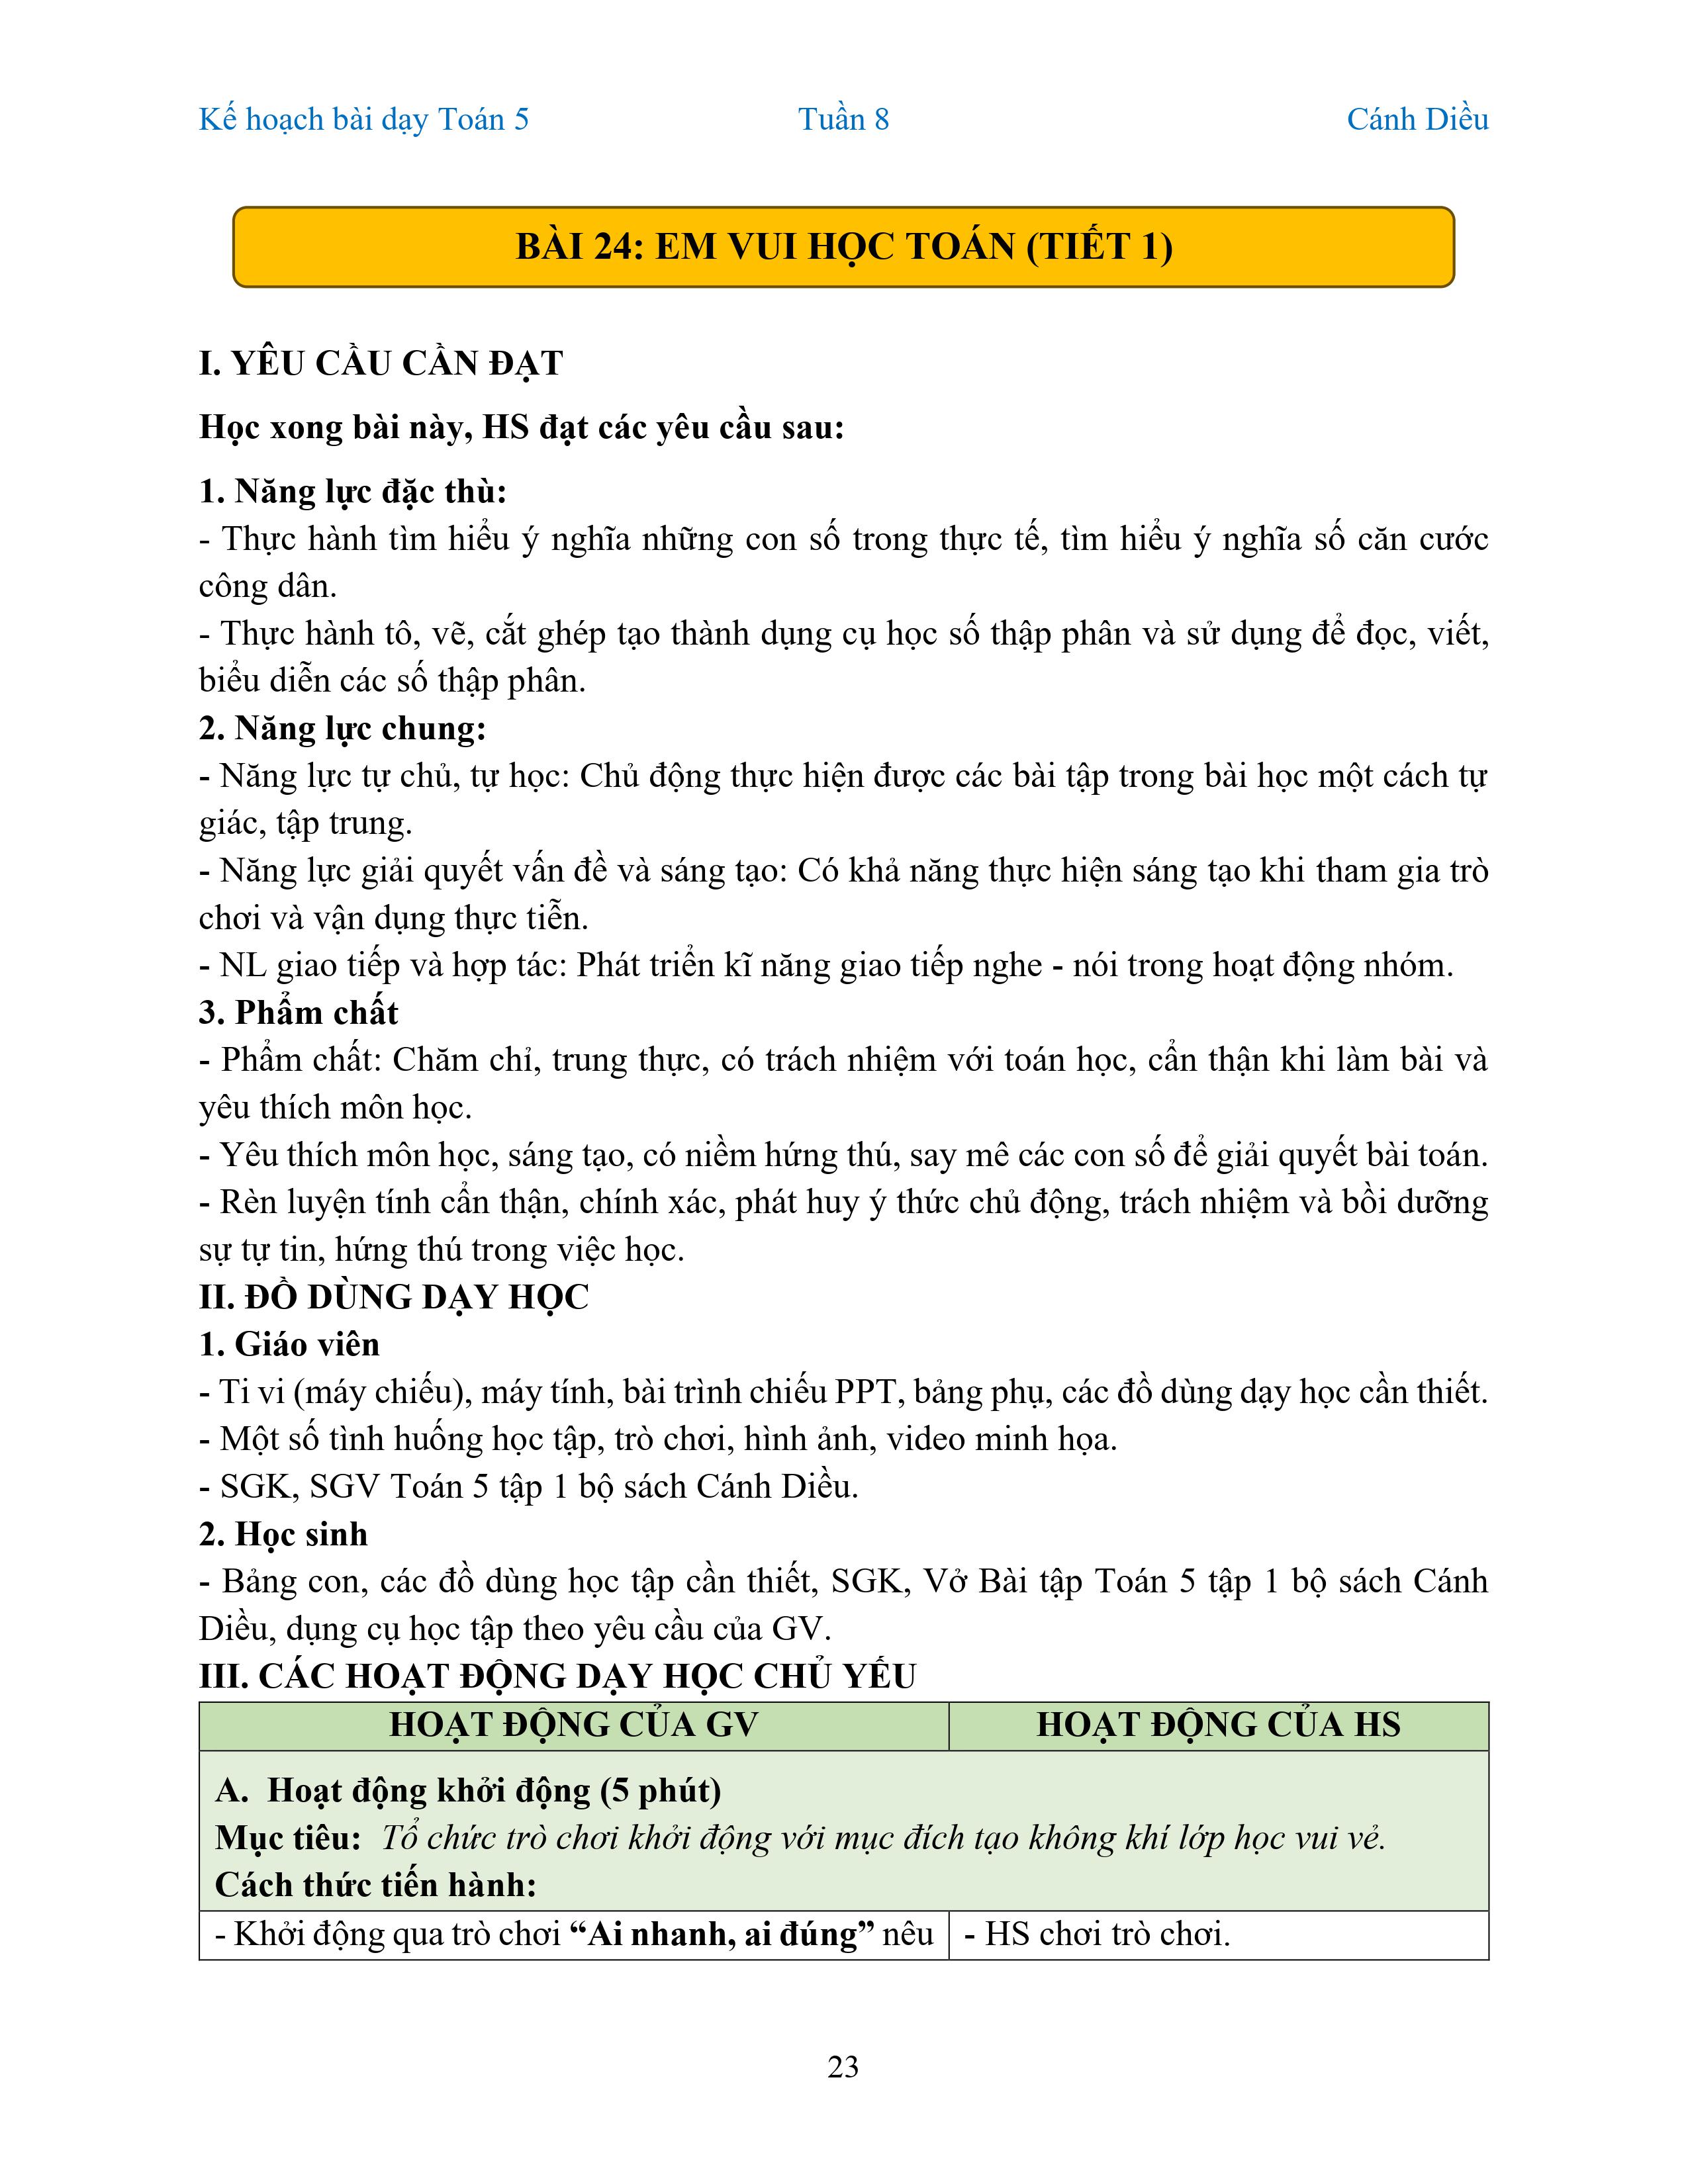 Kế hoạch bài dạy Toán 5 Tuần 8 Cánh Diều
BÀI 24: EM VUI HỌC TOÁN (TIẾT 1)
I. YÊU CẦU CẦN ĐẠT
Học xong bài này, HS đạt các yêu cầu sau:
1. Năng lực đặc thù:
- Thực hành tìm hiểu ý nghĩa những con số trong thực tế, tìm hiểu ý nghĩa số căn cước
công dân.
- Thực hành tô, vẽ, cắt ghép tạo thành dụng cụ học số thập phân và sử dụng để đọc, viết,
biểu diễn các số thập phân.
2. Năng lực chung:
- Năng lực tự chủ, tự học: Chủ động thực hiện được các bài tập trong bài học một cách tự
giác, tập trung.
- Năng lực giải quyết vấn đề và sáng tạo: Có khả năng thực hiện sáng tạo khi tham gia trò
chơi và vận dụng thực tiễn.
- NL giao tiếp và hợp tác: Phát triển kĩ năng giao tiếp nghe - nói trong hoạt động nhóm.
3. Phẩm chất
- Phẩm chất: Chăm chỉ, trung thực, có trách nhiệm với toán học, cẩn thận khi làm bài và
yêu thích môn học.
- Yêu thích môn học, sáng tạo, có niềm hứng thú, say mê các con số để giải quyết bài toán.
- Rèn luyện tính cẩn thận, chính xác, phát huy ý thức chủ động, trách nhiệm và bồi dưỡng
sự tự tin, hứng thú trong việc học.
II. ĐỒ DÙNG DẠY HỌC
1. Giáo viên
- Ti vi (máy chiếu), máy tính, bài trình chiếu PPT, bảng phụ, các đồ dùng dạy học cần thiết.
- Một số tình huống học tập, trò chơi, hình ảnh, video minh họa.
- SGK, SGV Toán 5 tập 1 bộ sách Cánh Diều.
2. Học sinh
- Bảng con, các đồ dùng học tập cần thiết, SGK, Vở Bài tập Toán 5 tập 1 bộ sách Cánh
Diều, dụng cụ học tập theo yêu cầu của GV.
III. CÁC HOẠT ĐỘNG DẠY HỌC CHỦ YẾU
HOẠT ĐỘNG CỦA GV HOẠT ĐỘNG CỦA HS
A. Hoạt động khởi động (5 phút)
Mục tiêu: Tổ chức trò chơi khởi động với mục đích tạo không khí lớp học vui vẻ.
Cách thức tiến hành:
- Khởi động qua trò chơi “Ai nhanh, ai đúng” nêu - HS chơi trò chơi.
23